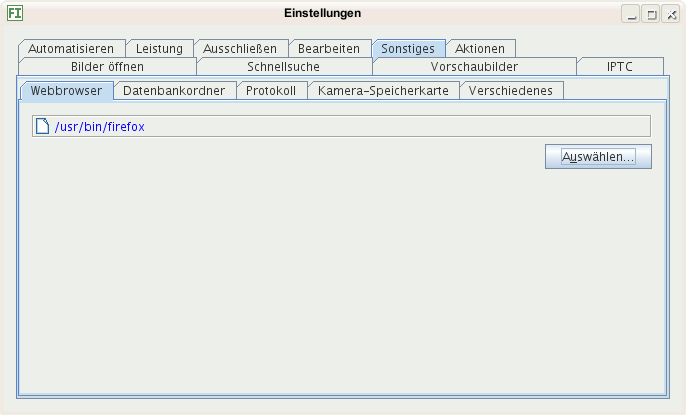 FI Einstellungen
Automatisieren Leistung Ausschließen Bearbeiten Sonstiges Aktionen
Bilder öffnen Schnellsuche Vorschaubilder IPTC
Webbrowser Datenbankordner Protokoll Kamera-Speicherkarte Verschiedenes
/usr/bin/firefox
Auswählen...